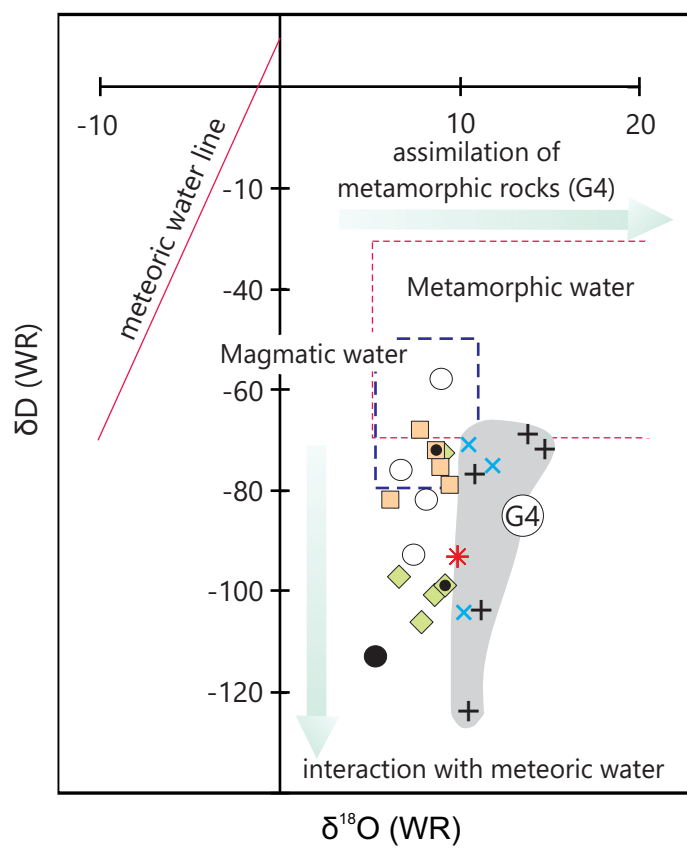 -10
10
20
assimilation of
metamorphic rocks (G4)
meteoric water line
-10
-40
Metamorphic water
Magmatic water
-60
-80
G4
-100
-120
interaction with meteoric water
δD (WR)
δ¹⁸O (WR)